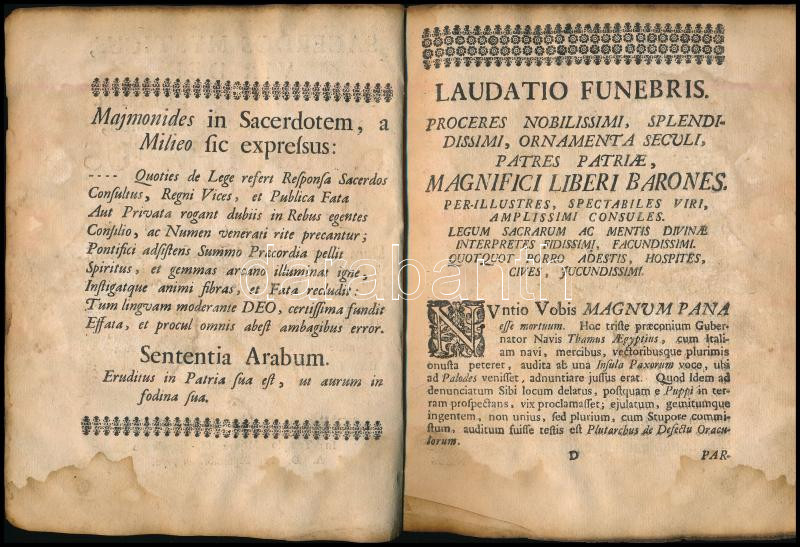 Majmonides in Sacerdotem, a
Milieo sic expressus:
---- Quoties de Lege refert Responsa Sacerdos
Consultus, Regni Vices, et Publica Fata
Aut Privata rogant dubiis in Rebus egentes
Consilio, ac Numen venerati rite precantur;
Pontifici adsistens Summo Præcordia pellit
Spiritus, et gemmas arcano illuminat igne,
Instigatque animi fibras, et Fata recludit:
Tum linguam moderante DEO, certissima fundit
Effata, et procul omnis abest ambagibus error.
Sententia Arabum.
Eruditus in Patria sua est, ut aurum in
fodina sua.
LAUDATIO FUNEBRIS.
PROCERES NOBILISSIMI, SPLENDI-
DISSIMI, ORNAMENTA SECULI,
PATRES PATRIÆ,
MAGNIFICI LIBERI BARONES.
PER-ILLUSTRES, SPECTABILES VIRI,
AMPLISSIMI CONSULES.
LEGUM SACRARUM AC MENTIS DIVINÆ
INTERPRETES FIDISSIMI, FACUNDISSIMI.
QUOTQUOT PORRO ADESTIS, HOSPITES,
CIVES, JUCUNDISSIMI.
NVntio Vobis MAGNUM PANA
esse mortuum. Hoc triste præconium Guber-
nator Navis Thamus Ægyptius, cum Itali-
am navi, mercibus, vectoribusque plurimis
onusta peteret, audita ab una Insula Paxorum voce, ubi
ad Palodes venisset, adnuntiare jussus erat. Quod Idem ad
denunciatum Sibi locum delatus, postquam e Puppi in ter-
ram prospectans, vix proclamasset; ejulatum, gemitumque
ingentem, non unius, sed plurium, cum Stupore commi-
stum, auditum fuisse testis est Plutarchus de Defectu Oracu-
lorum.
D PAR-
darabanth